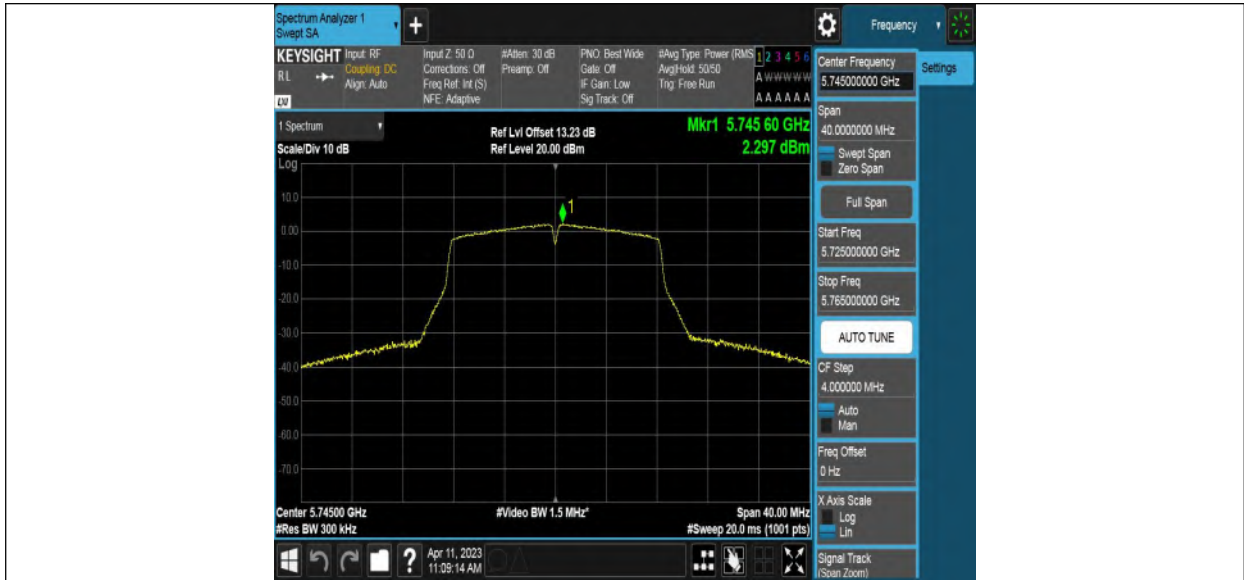 Spectrum Analyzer 1
Swept SA
+
Frequency
KEYSIGHT
RL
LXI
Input: RF
Coupling: DC
Align: Auto
Input Z: 50 Ω
Corrections: Off
Freq Ref: Int (S)
NFE: Adaptive
#Atten: 30 dB
Preamp: Off
PNO: Best Wide
Gate: Off
IF Gain: Low
Sig Track: Off
#Avg Type: Power (RMS
Avg|Hold: 50/50
Trig: Free Run
1 2 3 4 5 6
A W W W W W
A A A A A A
1 Spectrum
Scale/Div 10 dB
Log
Ref Lvl Offset 13.23 dB
Ref Level 20.00 dBm
Mkr1 5.745 60 GHz
2.297 dBm
10.0
1
0.00
-10.0
-20.0
-30.0
-40.0
-50.0
-60.0
-70.0
Center 5.74500 GHz
#Res BW 300 kHz
#Video BW 1.5 MHz*
Span 40.00 MHz
#Sweep 20.0 ms (1001 pts)
?
Apr 11, 2023
11:09:14 AM
Center Frequency
5.745000000 GHz
Settings
Span
40.0000000 MHz
Swept Span
Zero Span
Full Span
Start Freq
5.725000000 GHz
Stop Freq
5.765000000 GHz
AUTO TUNE
CF Step
4.000000 MHz
Auto
Man
Freq Offset
0 Hz
X Axis Scale
Log
Lin
Signal Track
(Span Zoom)